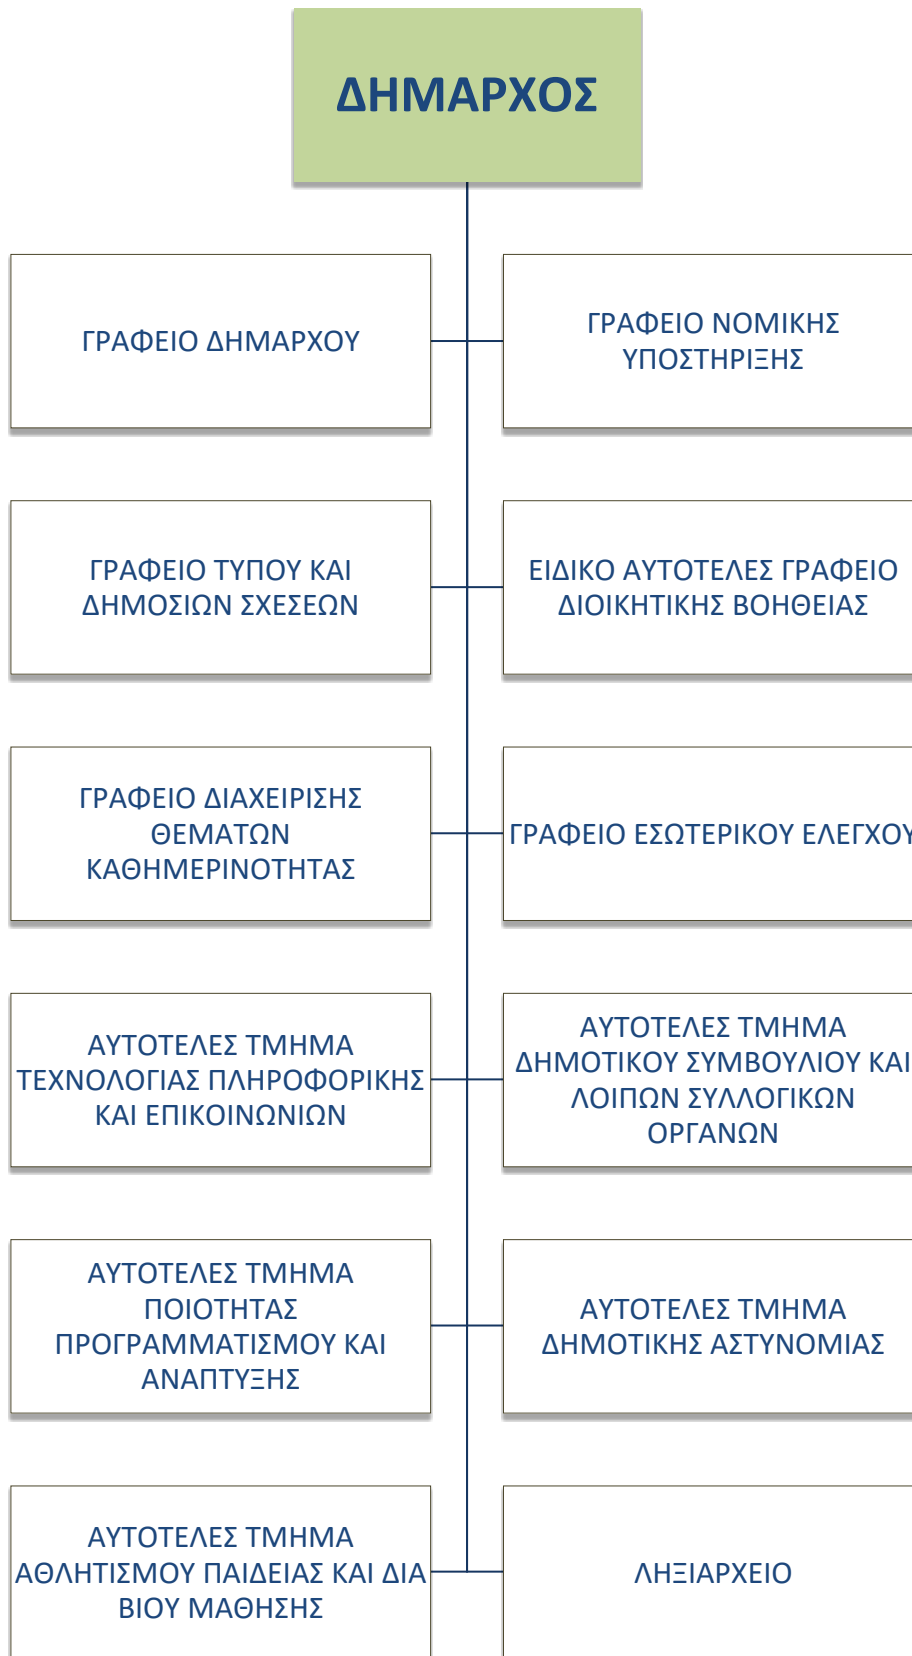 ΔΗΜΑΡΧΟΣ
ΓΡΑΦΕΙΟ ΔΗΜΑΡΧΟΥ
ΓΡΑΦΕΙΟ ΝΟΜΙΚΗΣ
ΥΠΟΣΤΗΡΙΞΗΣ
ΓΡΑΦΕΙΟ ΤΥΠΟΥ ΚΑΙ
ΔΗΜΟΣΙΩΝ ΣΧΕΣΕΩΝ
ΕΙΔΙΚΟ ΑΥΤΟΤΕΛΕΣ ΓΡΑΦΕΙΟ
ΔΙΟΙΚΗΤΙΚΗΣ ΒΟΗΘΕΙΑΣ
ΓΡΑΦΕΙΟ ΔΙΑΧΕΙΡΙΣΗΣ
ΘΕΜΑΤΩΝ
ΚΑΘΗΜΕΡΙΝΟΤΗΤΑΣ
ΓΡΑΦΕΙΟ ΕΣΩΤΕΡΙΚΟΥ ΕΛΕΓΧΟΥ
ΑΥΤΟΤΕΛΕΣ ΤΜΗΜΑ
ΤΕΧΝΟΛΟΓΙΑΣ ΠΛΗΡΟΦΟΡΙΚΗΣ
ΚΑΙ ΕΠΙΚΟΙΝΩΝΙΩΝ
ΑΥΤΟΤΕΛΕΣ ΤΜΗΜΑ
ΔΗΜΟΤΙΚΟΥ ΣΥΜΒΟΥΛΙΟΥ ΚΑΙ
ΛΟΙΠΩΝ ΣΥΛΛΟΓΙΚΩΝ
ΟΡΓΑΝΩΝ
ΑΥΤΟΤΕΛΕΣ ΤΜΗΜΑ
ΠΟΙΟΤΗΤΑΣ
ΠΡΟΓΡΑΜΜΑΤΙΣΜΟΥ ΚΑΙ
ΑΝΑΠΤΥΞΗΣ
ΑΥΤΟΤΕΛΕΣ ΤΜΗΜΑ
ΔΗΜΟΤΙΚΗΣ ΑΣΤΥΝΟΜΙΑΣ
ΑΥΤΟΤΕΛΕΣ ΤΜΗΜΑ
ΑΘΛΗΤΙΣΜΟΥ ΠΑΙΔΕΙΑΣ ΚΑΙ ΔΙΑ
ΒΙΟΥ ΜΑΘΗΣΗΣ
ΛΗΞΙΑΡΧΕΙΟ